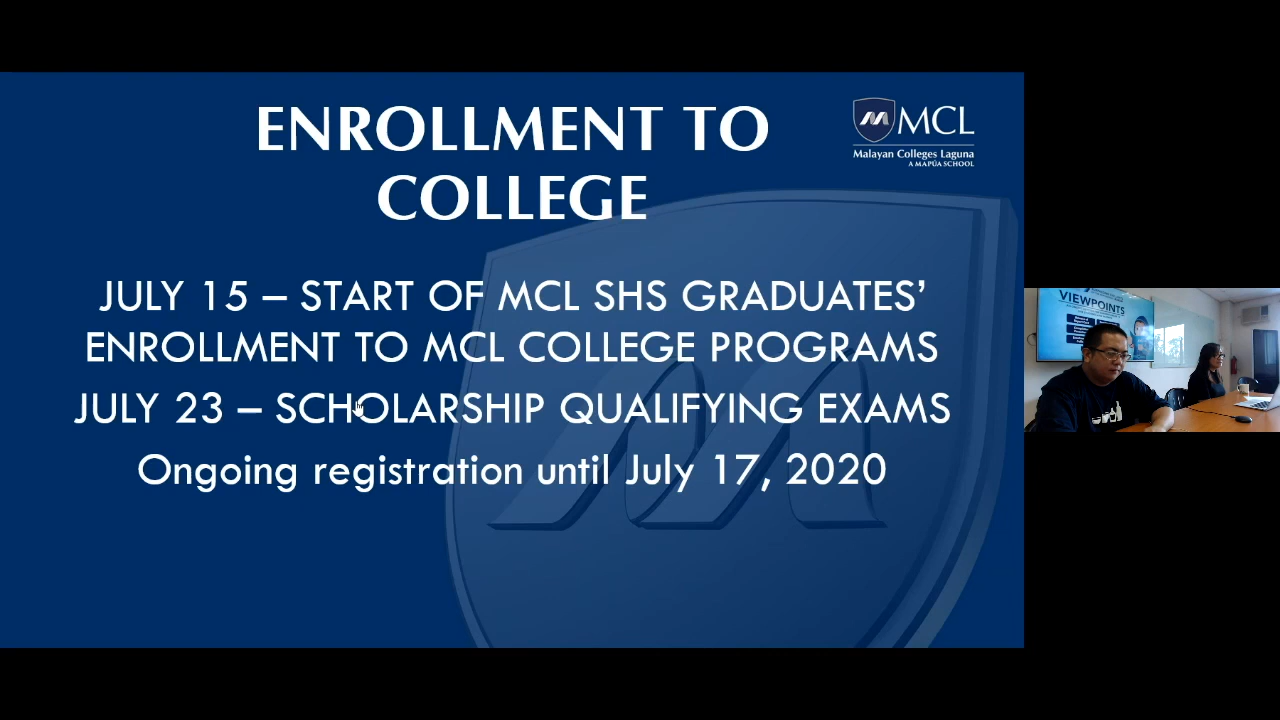 ENROLLMENT TO
COLLEGE
MCL
Malayan Colleges Laguna
A MAPÚA SCHOOL
JULY 15 – START OF MCL SHS GRADUATES’
ENROLLMENT TO MCL COLLEGE PROGRAMS
JULY 23 – SCHOLARSHIP QUALIFYING EXAMS
Ongoing registration until July 17, 2020
VIEWPOINTS